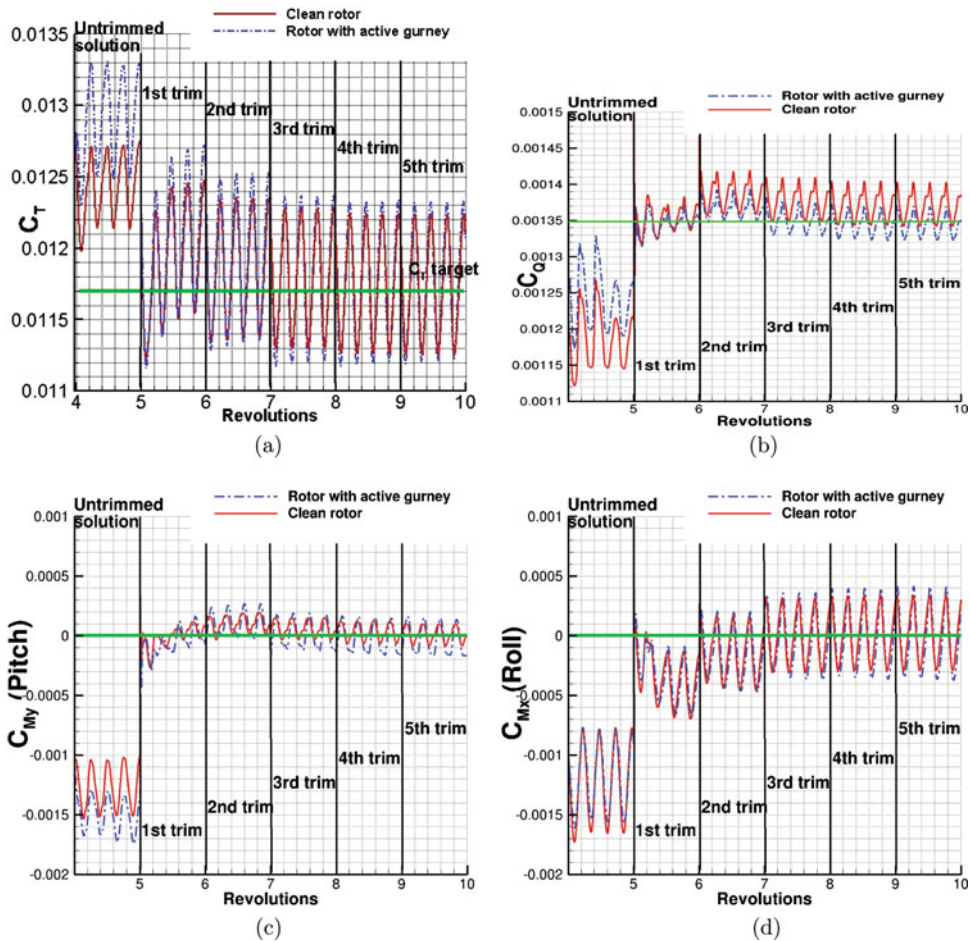 Clean rotor
Rotor with active gurney
Untrimmed
solution
0.0135
0.013
0.0125
0.012
0.0115
0.011
C_T
1st trim
2nd trim
3rd trim
4th trim
5th trim
C_T target
4 5 6 7 8 9 10
Revolutions
(a)
Rotor with active gurney
Clean rotor
Untrimmed
solution
0.0015
0.00145
0.0014
0.00135
0.0013
0.00125
0.0012
0.00115
0.0011
C_Q
1st trim
2nd trim
3rd trim
4th trim
5th trim
5 6 7 8 9 10
Revolutions
(b)
Rotor with active gurney
Clean rotor
Untrimmed
solution
0.001
0.0005
0
-0.0005
-0.001
-0.0015
-0.002
C_My (Pitch)
1st trim
2nd trim
3rd trim
4th trim
5th trim
5 6 7 8 9 10
Revolutions
(c)
Rotor with active gurney
Clean rotor
Untrimmed
solution
0.001
0.0005
0
-0.0005
-0.001
-0.0015
-0.002
C_Mx (Roll)
1st trim
2nd trim
3rd trim
4th trim
5th trim
5 6 7 8 9 10
Revolutions
(d)